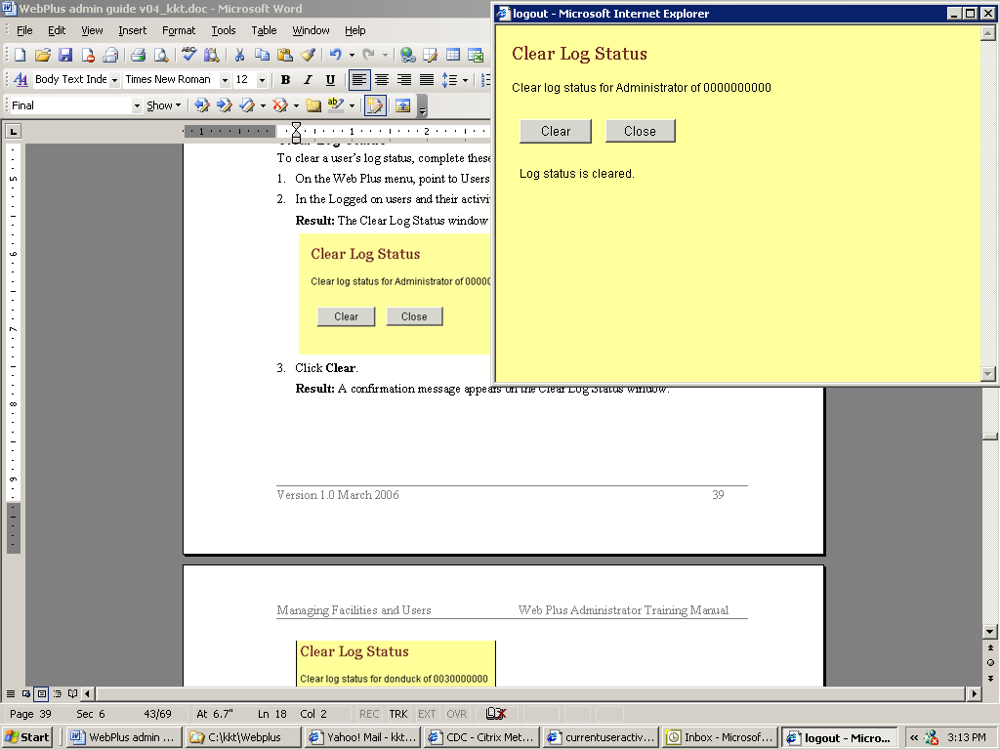 WebPlus admin guide v04_kkt.doc - Microsoft Word
File Edit View Insert Format Tools Table Window Help
Body Text Inde Times New Roman 12 B I U
Final Show
1 1 2
To clear a user's log status, complete these
1. On the Web Plus menu, point to Users
2. In the Logged on users and their activi
Result: The Clear Log Status window
Clear Log Status
Clear log status for Administrator of 00000
Clear Close
3. Click Clear.
Result: A confirmation message appears on the Clear Log Status window.
Version 1.0 March 2006 39
Managing Facilities and Users Web Plus Administrator Training Manual
Clear Log Status
Clear log status for donduck of 0030000000
5
6
7
8
9
logout - Microsoft Internet Explorer
Clear Log Status
Clear log status for Administrator of 0000000000
Clear Close
Log status is cleared.
Page 39 Sec 6 43/69 At 6.7" Ln 18 Col 2 REC TRK EXT OVR
Start WebPlus admin ... C:\kkt\Webplus Yahoo! Mail - kkt... CDC - Citrix Met... currentuseractiv... Inbox - Microsof... logout - Micro... « 3:13 PM